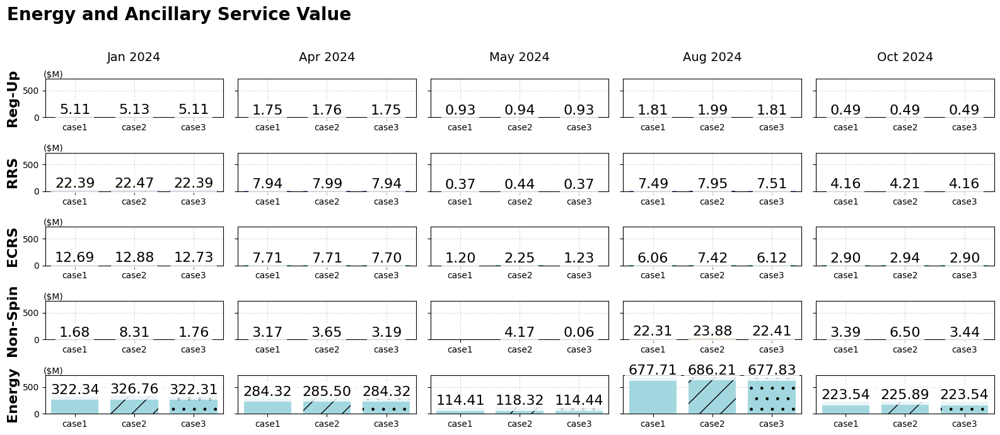 Energy and Ancillary Service Value
Jan 2024 Apr 2024 May 2024 Aug 2024 Oct 2024
Reg-Up
($M)
500
0
5.11 5.13 5.11 1.75 1.76 1.75 0.93 0.94 0.93 1.81 1.99 1.81 0.49 0.49 0.49
case1 case2 case3 case1 case2 case3 case1 case2 case3 case1 case2 case3 case1 case2 case3
RRS
($M)
500
0
22.39 22.47 22.39 7.94 7.99 7.94 0.37 0.44 0.37 7.49 7.95 7.51 4.16 4.21 4.16
case1 case2 case3 case1 case2 case3 case1 case2 case3 case1 case2 case3 case1 case2 case3
ECRS
($M)
500
0
12.69 12.88 12.73 7.71 7.71 7.70 1.20 2.25 1.23 6.06 7.42 6.12 2.90 2.94 2.90
case1 case2 case3 case1 case2 case3 case1 case2 case3 case1 case2 case3 case1 case2 case3
Non-Spin
($M)
500
0
1.68 8.31 1.76 3.17 3.65 3.19 4.17 0.06 22.31 23.88 22.41 3.39 6.50 3.44
case1 case2 case3 case1 case2 case3 case1 case2 case3 case1 case2 case3 case1 case2 case3
Energy
($M)
500
0
322.34 326.76 322.31 284.32 285.50 284.32 114.41 118.32 114.44 677.71 686.21 677.83 223.54 225.89 223.54
case1 case2 case3 case1 case2 case3 case1 case2 case3 case1 case2 case3 case1 case2 case3